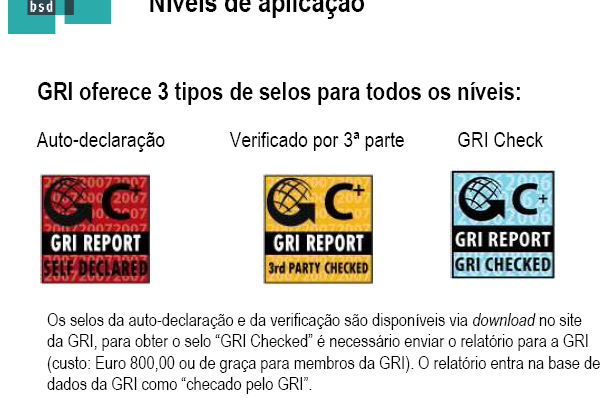 bsd
Níveis de aplicação
GRI oferece 3 tipos de selos para todos os níveis:
Auto-declaração Verificado por 3ª parte GRI Check
C+ C+ C+
GRI REPORT GRI REPORT GRI REPORT
SELF DECLARED 3rd PARTY CHECKED GRI CHECKED
Os selos da auto-declaração e da verificação são disponíveis via download no site
da GRI, para obter o selo “GRI Checked” é necessário enviar o relatório para a GRI
(custo: Euro 800,00 ou de graça para membros da GRI). O relatório entra na base de
dados da GRI como “checado pelo GRI”.